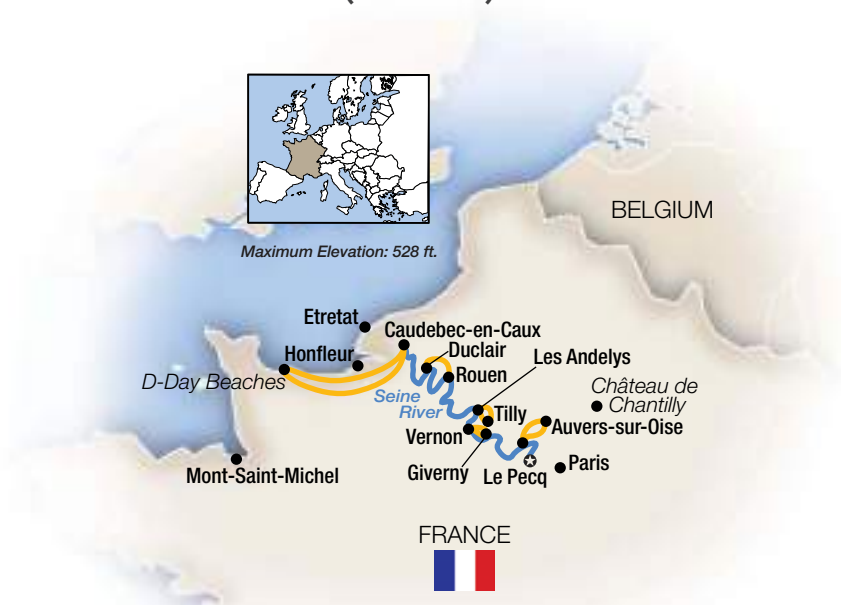 BELGIUM
Maximum Elevation: 528 ft.
Etretat
Caudebec-en-Caux
Honfleur
Duclair
Les Andelys
D-Day Beaches
Rouen
Château de
Chantilly
Seine
River
Tilly
Auvers-sur-Oise
Vernon
Giverny
Le Pecq
Paris
Mont-Saint-Michel
FRANCE